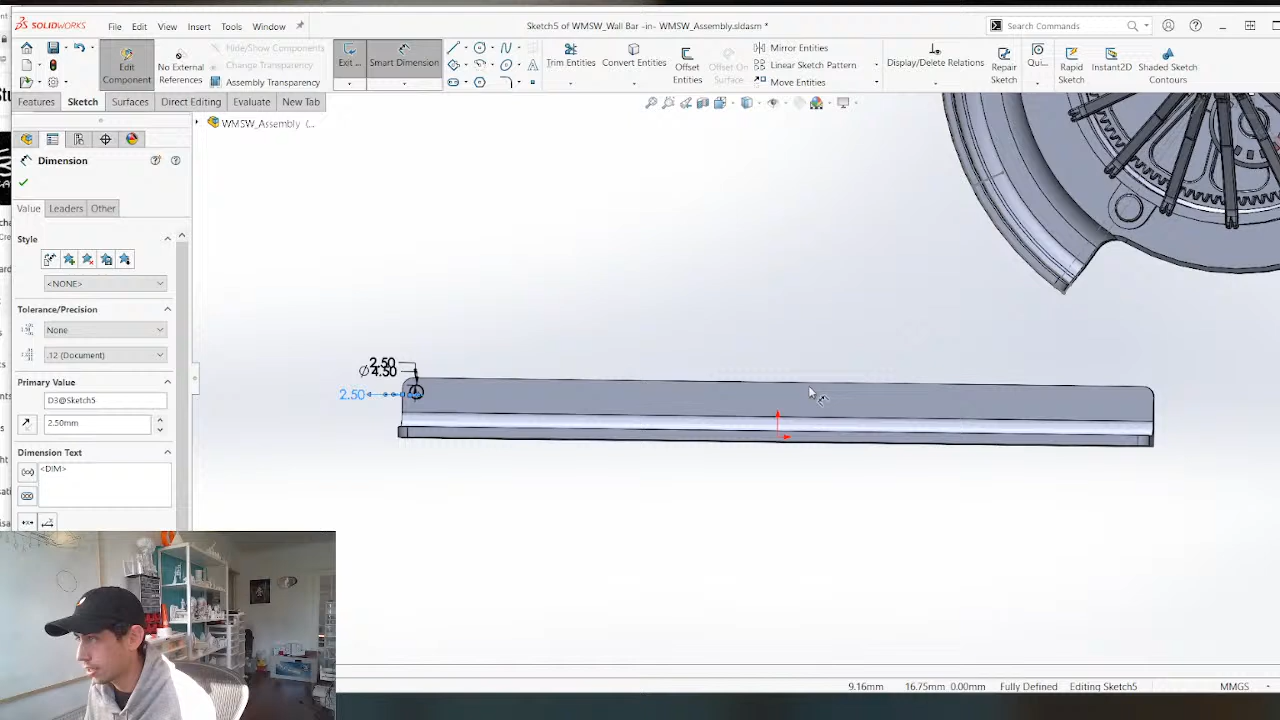 SOLIDWORKS
File Edit View Insert Tools Window
Sketch5 of WMSW_Wall Bar -in- WMSW_Assembly.sldasm *
Search Commands
Edit Component
No External References
Hide/Show Components
Change Transparency
Assembly Transparency
Exit ...
Smart Dimension
Trim Entities
Convert Entities
Offset Entities
Offset On Surface
Mirror Entities
Linear Sketch Pattern
Move Entities
Display/Delete Relations
Repair Sketch
Qui...
Rapid Sketch
Instant2D
Shaded Sketch Contours
Features Sketch Surfaces Direct Editing Evaluate New Tab
WMSW_Assembly (...
Dimension
Value Leaders Other
Style
<NONE>
Tolerance/Precision
None
.12 (Document)
Primary Value
D3@Sketch5
2.50mm
Dimension Text
<DIM>
2.50
∅4.50
2.50
9.16mm 16.75mm 0.00mm Fully Defined Editing Sketch5 MMGS